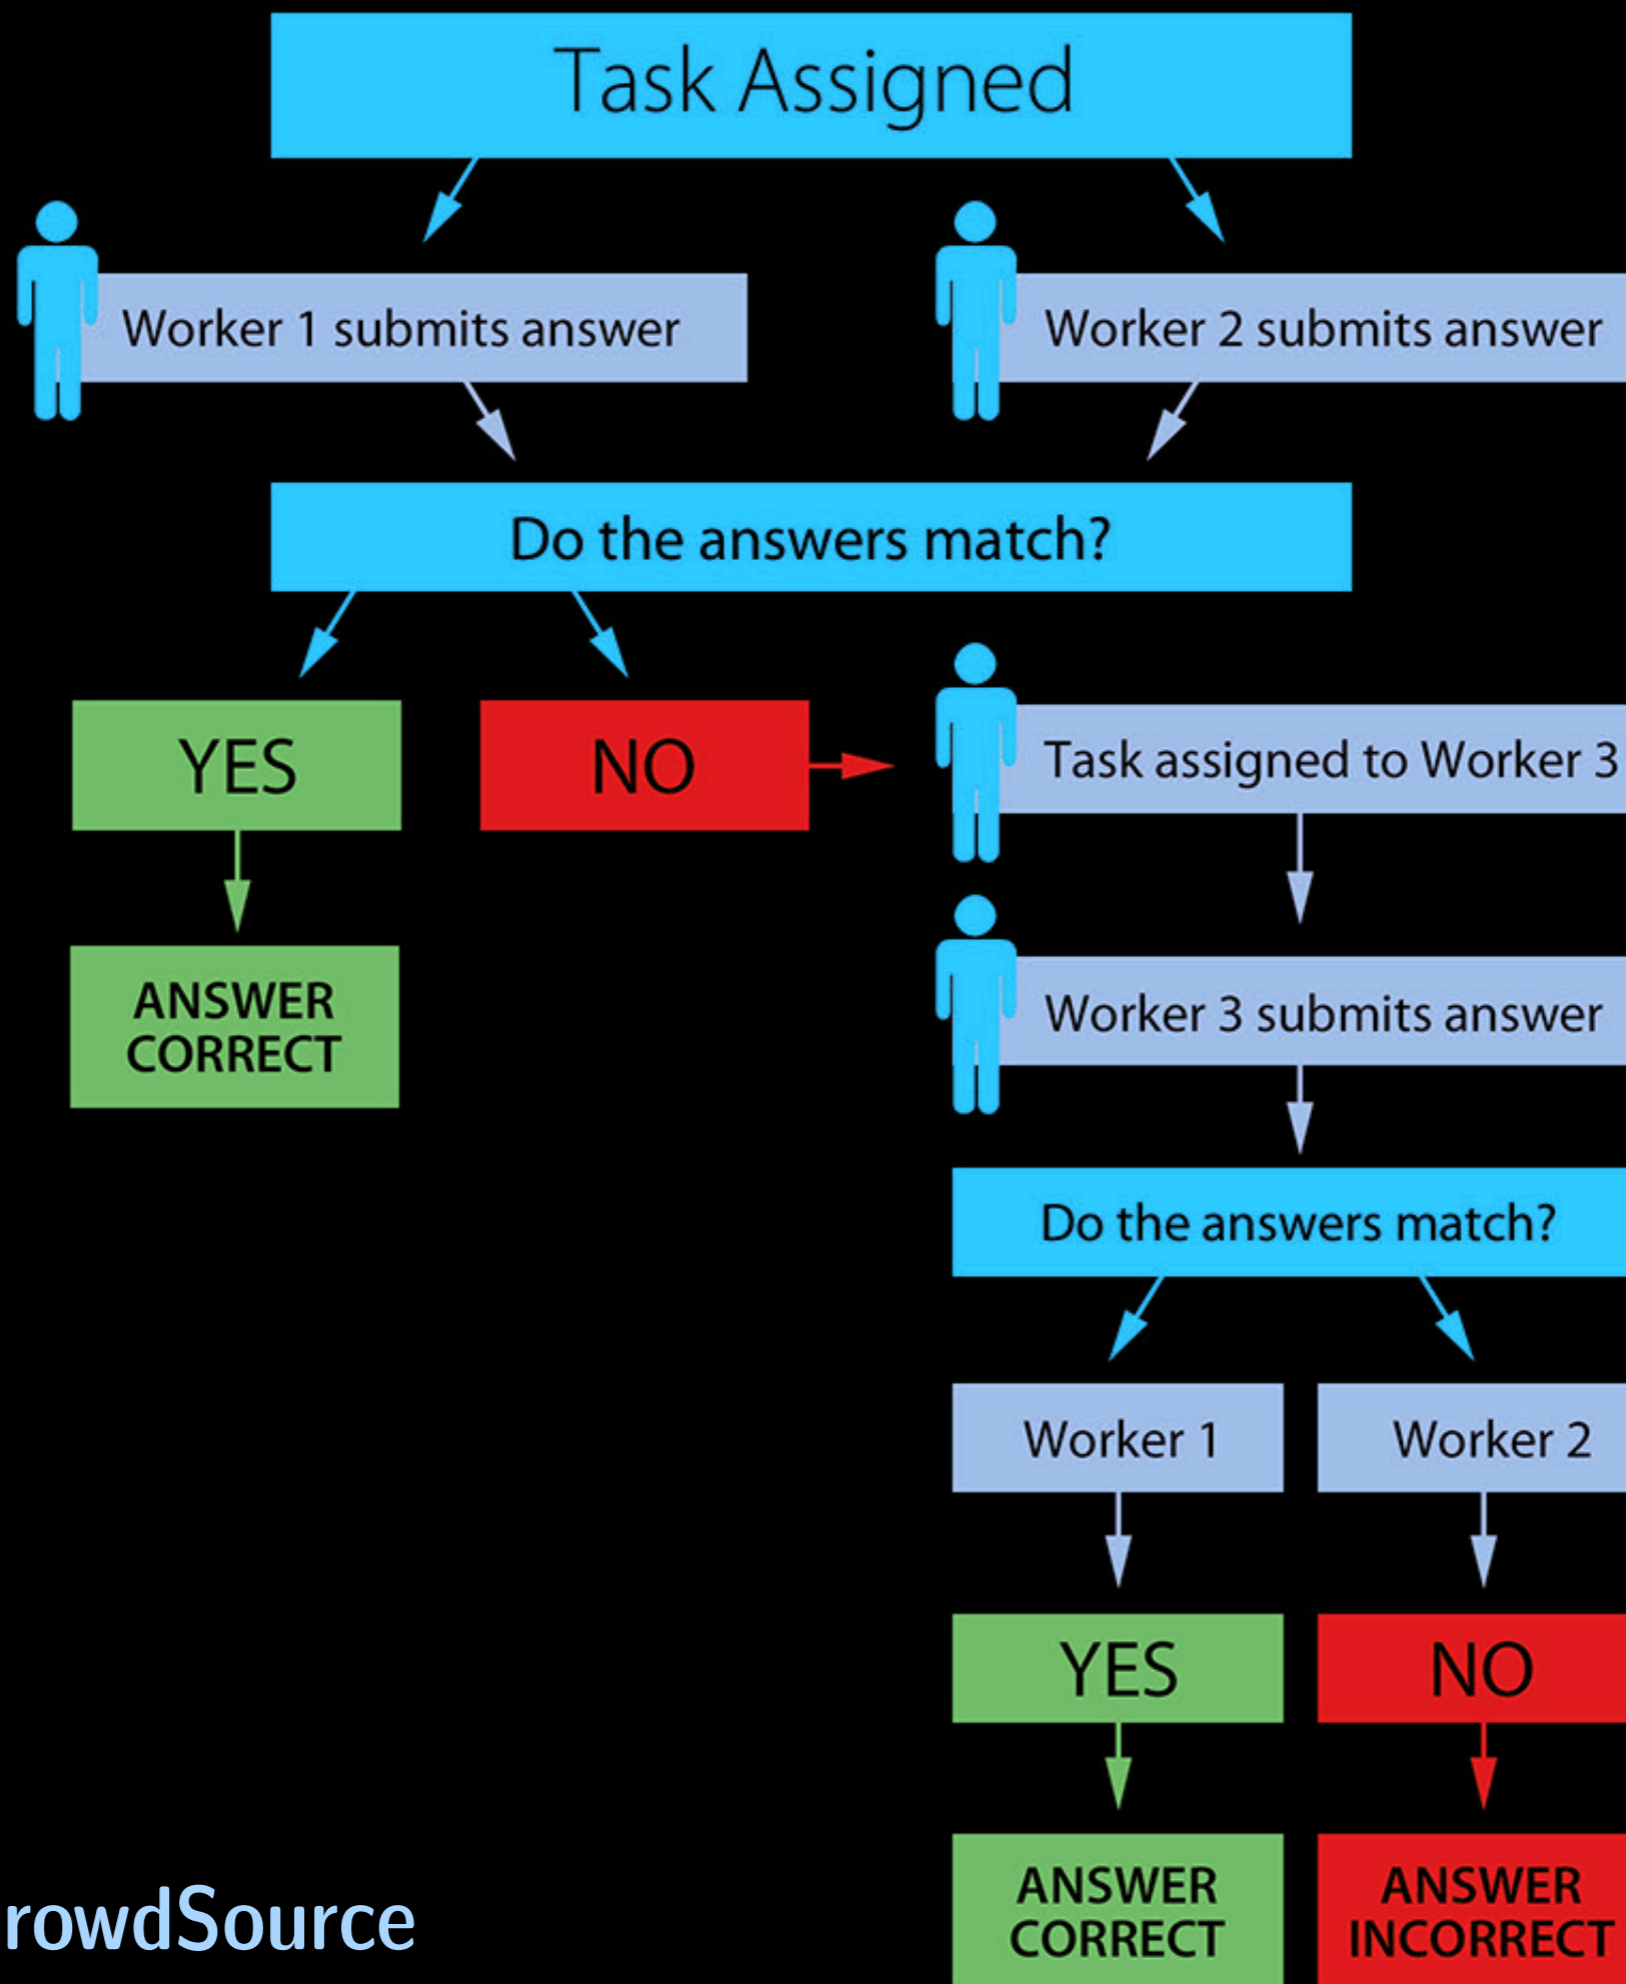 Task Assigned
Worker 1 submits answer
Worker 2 submits answer
Do the answers match?
YES
NO
Task assigned to Worker 3
ANSWER
CORRECT
Worker 3 submits answer
Do the answers match?
Worker 1
Worker 2
YES
NO
ANSWER
CORRECT
ANSWER
INCORRECT
rowdSource